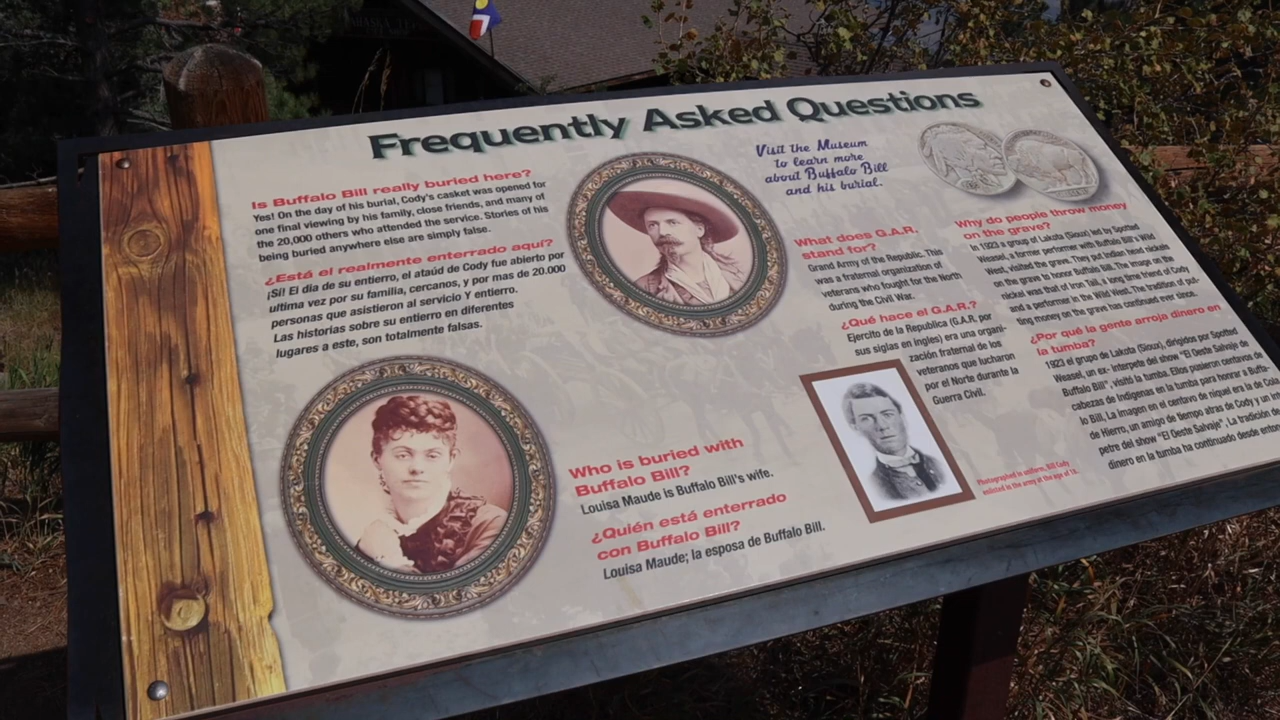 Frequently Asked Questions
Is Buffalo Bill really buried here?
Yes! On the day of his burial, Cody's casket was opened for
one final viewing by his family, close friends, and many of
the 20,000 others who attended the service. Stories of his
being buried anywhere else are simply false.
¿Está el realmente enterrado aquí?
¡Sí! El día de su entierro, el ataúd de Cody fue abierto por
ultima vez por su familia, cercanos, y por mas de 20.000
personas que asistieron al servicio Y entierro.
Las historias sobre su entierro en diferentes
lugares a este, son totalmente falsas.
Who is buried with
Buffalo Bill?
Louisa Maude is Buffalo Bill's wife.
¿Quién está enterrado
con Buffalo Bill?
Louisa Maude; la esposa de Buffalo Bill.
Visit the Museum
to learn more
about Buffalo Bill
and his burial.
What does G.A.R.
stand for?
Grand Army of the Republic. This
was a fraternal organization of
veterans who fought for the North
during the Civil War.
¿Qué hace el G.A.R.?
Ejercito de la Republica (G.A.R. por
sus siglas en ingles) era una organi-
zación fraternal de los
veteranos que lucharon
por el Norte durante la
Guerra Civil.
Photographed in uniform, Bill Cody
enlisted in the army at the age of 18.
Why do people throw money
on the grave?
In 1923 a group of Lakota (Sioux) led by Spotted
Weasel, a former performer with Buffalo Bill's Wild
West, visited the grave. They put Indian head nickels
on the grave to honor Buffalo Bill. The image on the
nickel was that of Iron Tail, a long time friend of Cody
and a performer in the Wild West. The tradition of put-
ting money on the grave has continued ever since.
¿Por qué la gente arroja dinero en
la tumba?
1923 el grupo de Lakota (Sioux), dirigidos por Spotted
Weasel, un ex- interprete del show "El Oeste Salvaje de
Buffalo Bill", visitó la tumba. Ellos pusieron centavos de
cabezas de indigenas en la tumba para honrar a Buffa-
lo Bill. La imagen en el centavo de niquel era la de Cola
de Hierro, un amigo de tiempo atras de Cody y un
petre del show "El Oeste Salvaje". La tradición de
dinero en la tumba ha continuado desde